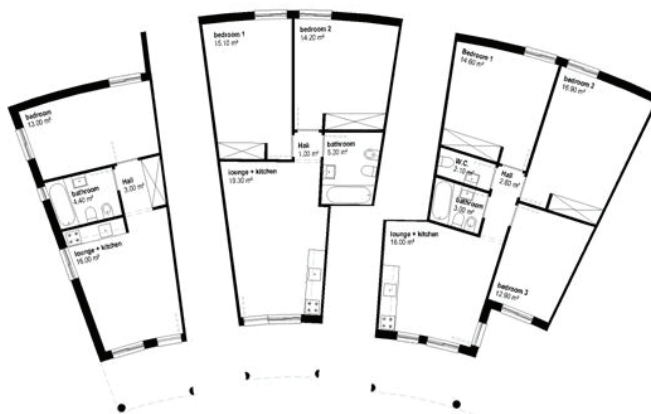 bedroom
13.00 m²
bathroom
4.40 m²
Hall
3.00 m²
lounge + kitchen
16.00 m²
bedroom 1
15.10 m²
bedroom 2
14.20 m²
Hall
1.00 m²
bathroom
5.20 m²
lounge + kitchen
19.30 m²
Bedroom 1
14.60 m²
bedroom 2
16.90 m²
W.C.
2.10 m²
Hall
2.60 m²
bathroom
3.00 m²
lounge + kitchen
16.00 m²
bedroom 3
12.90 m²